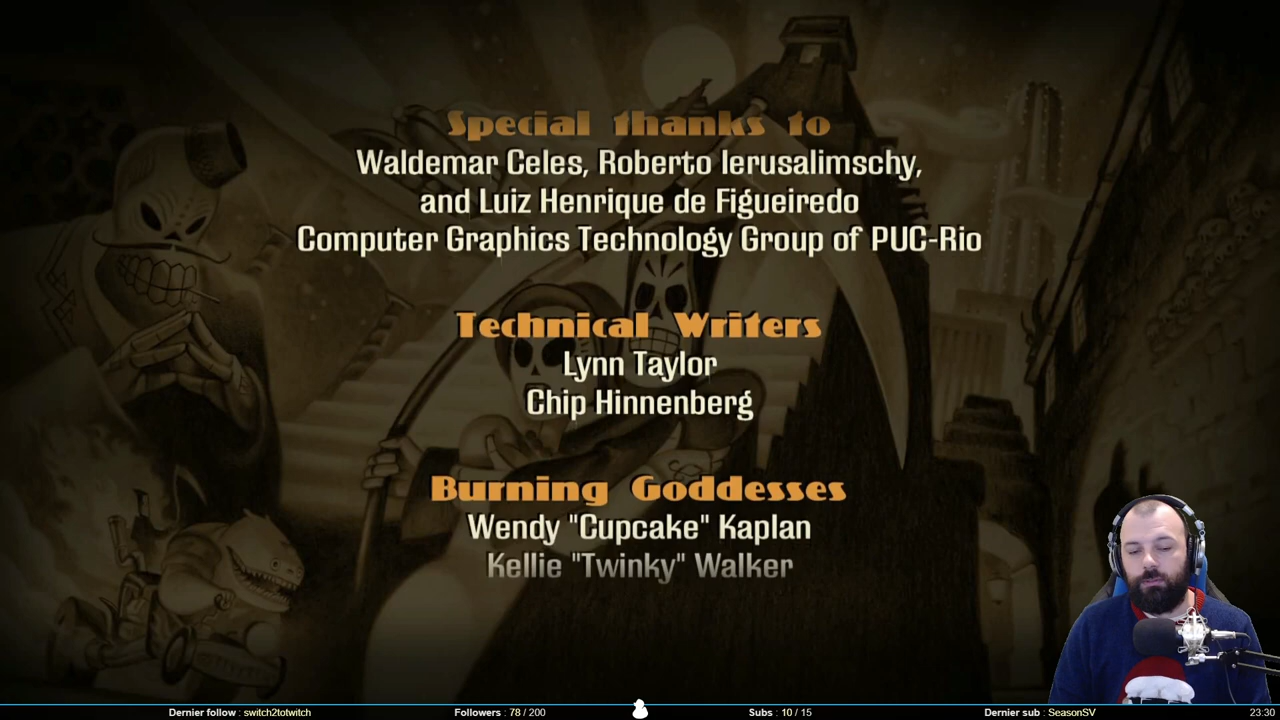 Special thanks to
Waldemar Celes, Roberto Ierusalimschy,
and Luiz Henrique de Figueiredo
Computer Graphics Technology Group of PUC-Rio
Technical Writers
Lynn Taylor
Chip Hinnenberg
Burning Goddesses
Wendy "Cupcake" Kaplan
Kellie "Twinky" Walker
Dernier follow : switch2totwitch Followers : 78 / 200 Subs : 10 / 15 Dernier sub : SeasonSV 23:30